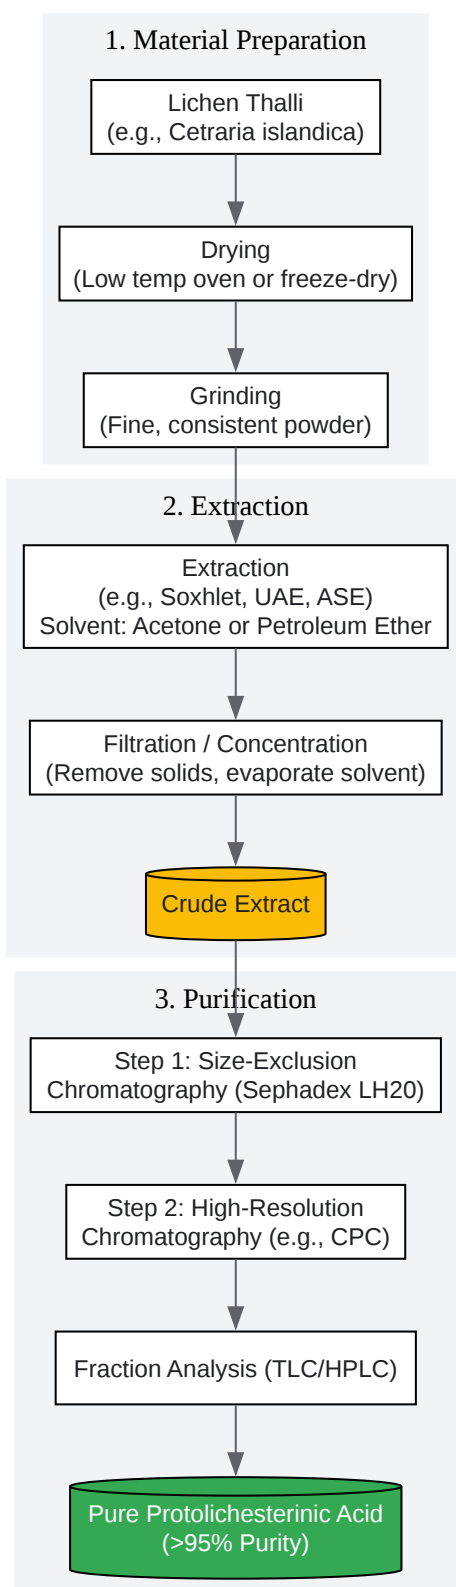 1. Material Preparation
Lichen Thalli
(e.g., Cetraria islandica)
Drying
(Low temp oven or freeze-dry)
Grinding
(Fine, consistent powder)
2. Extraction
Extraction
(e.g., Soxhlet, UAE, ASE)
Solvent: Acetone or Petroleum Ether
Filtration / Concentration
(Remove solids, evaporate solvent)
Crude Extract
3. Purification
Step 1: Size-Exclusion
Chromatography (Sephadex LH20)
Step 2: High-Resolution
Chromatography (e.g., CPC)
Fraction Analysis (TLC/HPLC)
Pure Protolichesterinic Acid
(>95% Purity)